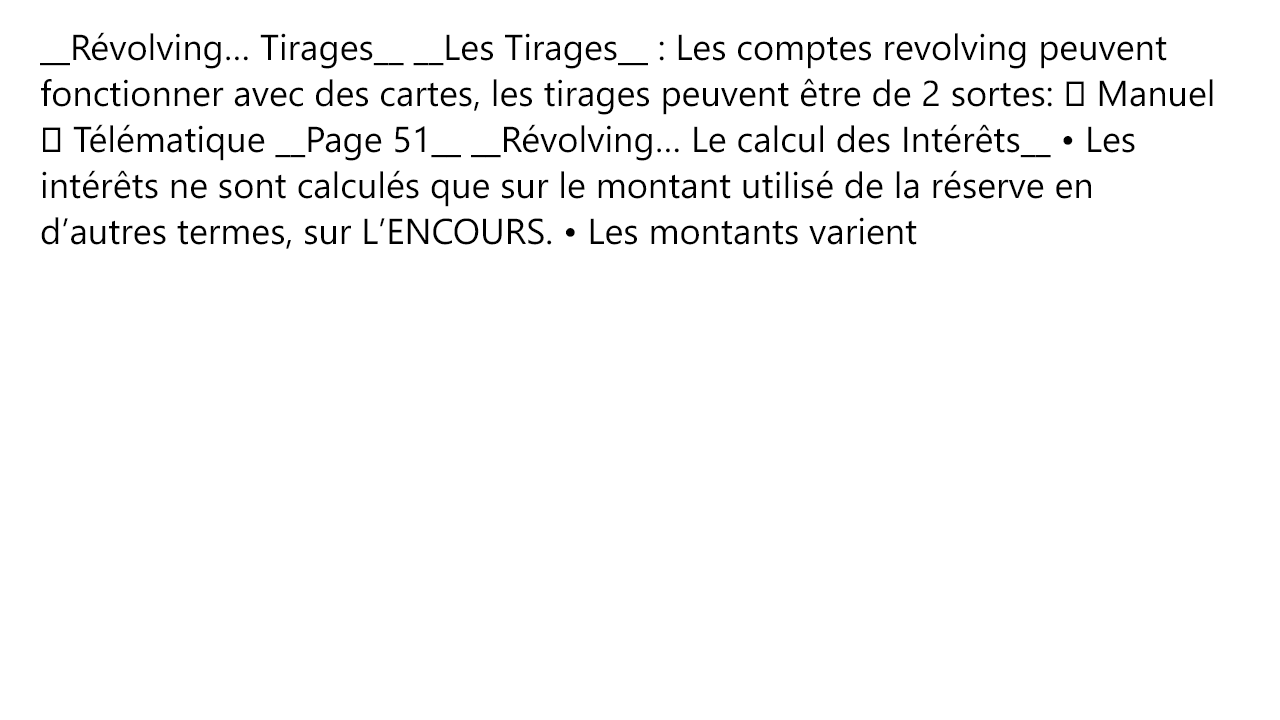 __Révolving... Tirages__ __Les Tirages__ : Les comptes revolving peuvent
fonctionner avec des cartes, les tirages peuvent être de 2 sortes: ▯ Manuel
▯ Télématique __Page 51__ __Révolving... Le calcul des Intérêts__ • Les
intérêts ne sont calculés que sur le montant utilisé de la réserve en
d’autres termes, sur L’ENCOURS. • Les montants varient